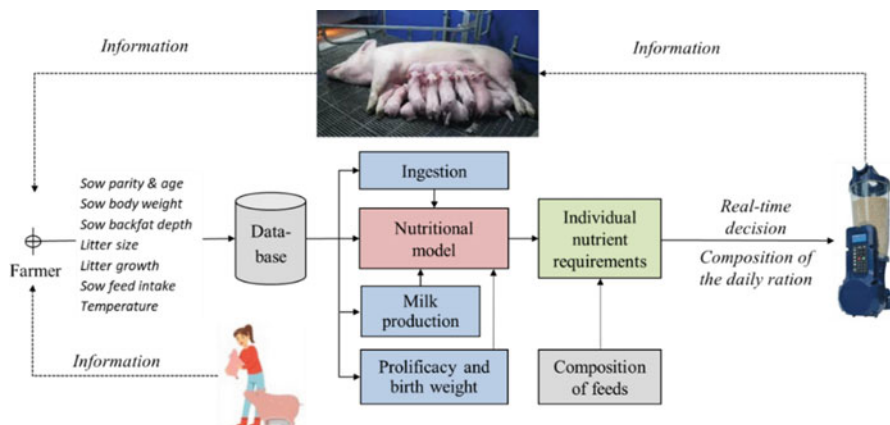 Information
Information
Sow parity & age
Sow body weight
Sow backfat depth
Litter size
Litter growth
Sow feed intake
Temperature
Farmer
Data-
base
Ingestion
Nutritional
model
Milk
production
Prolificacy and
birth weight
Individual
nutrient
requirements
Composition
of feeds
Real-time
decision
Composition of
the daily ration
Information